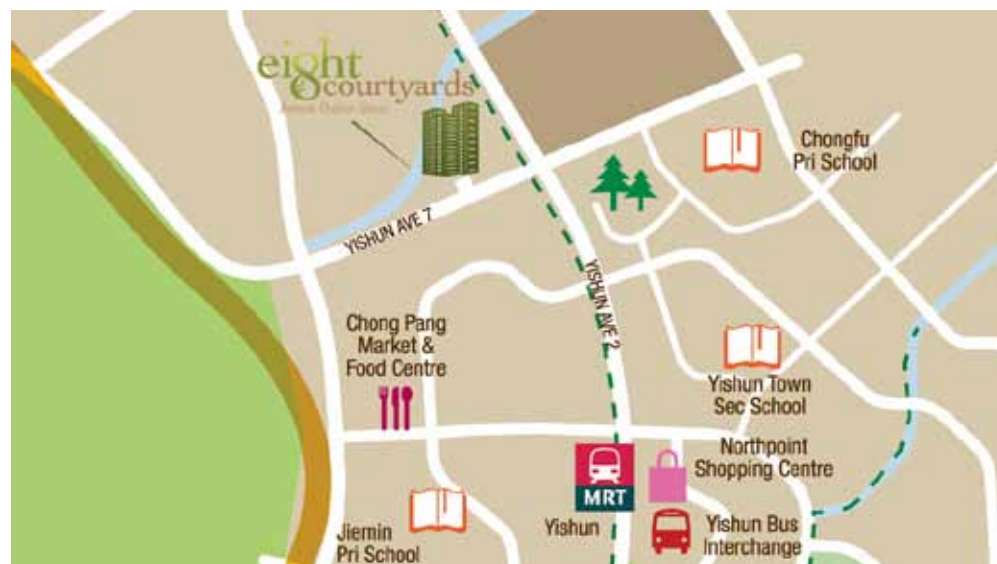 eight
courtyards
Chongfu
Pri School
YISHUN AVE 7
YISHUN AVE 2
Chong Pang
Market &
Food Centre
Yishun Town
Sec School
Northpoint
Shopping Centre
MRT
Yishun
Yishun Bus
Interchange
Jiemin
Pri School